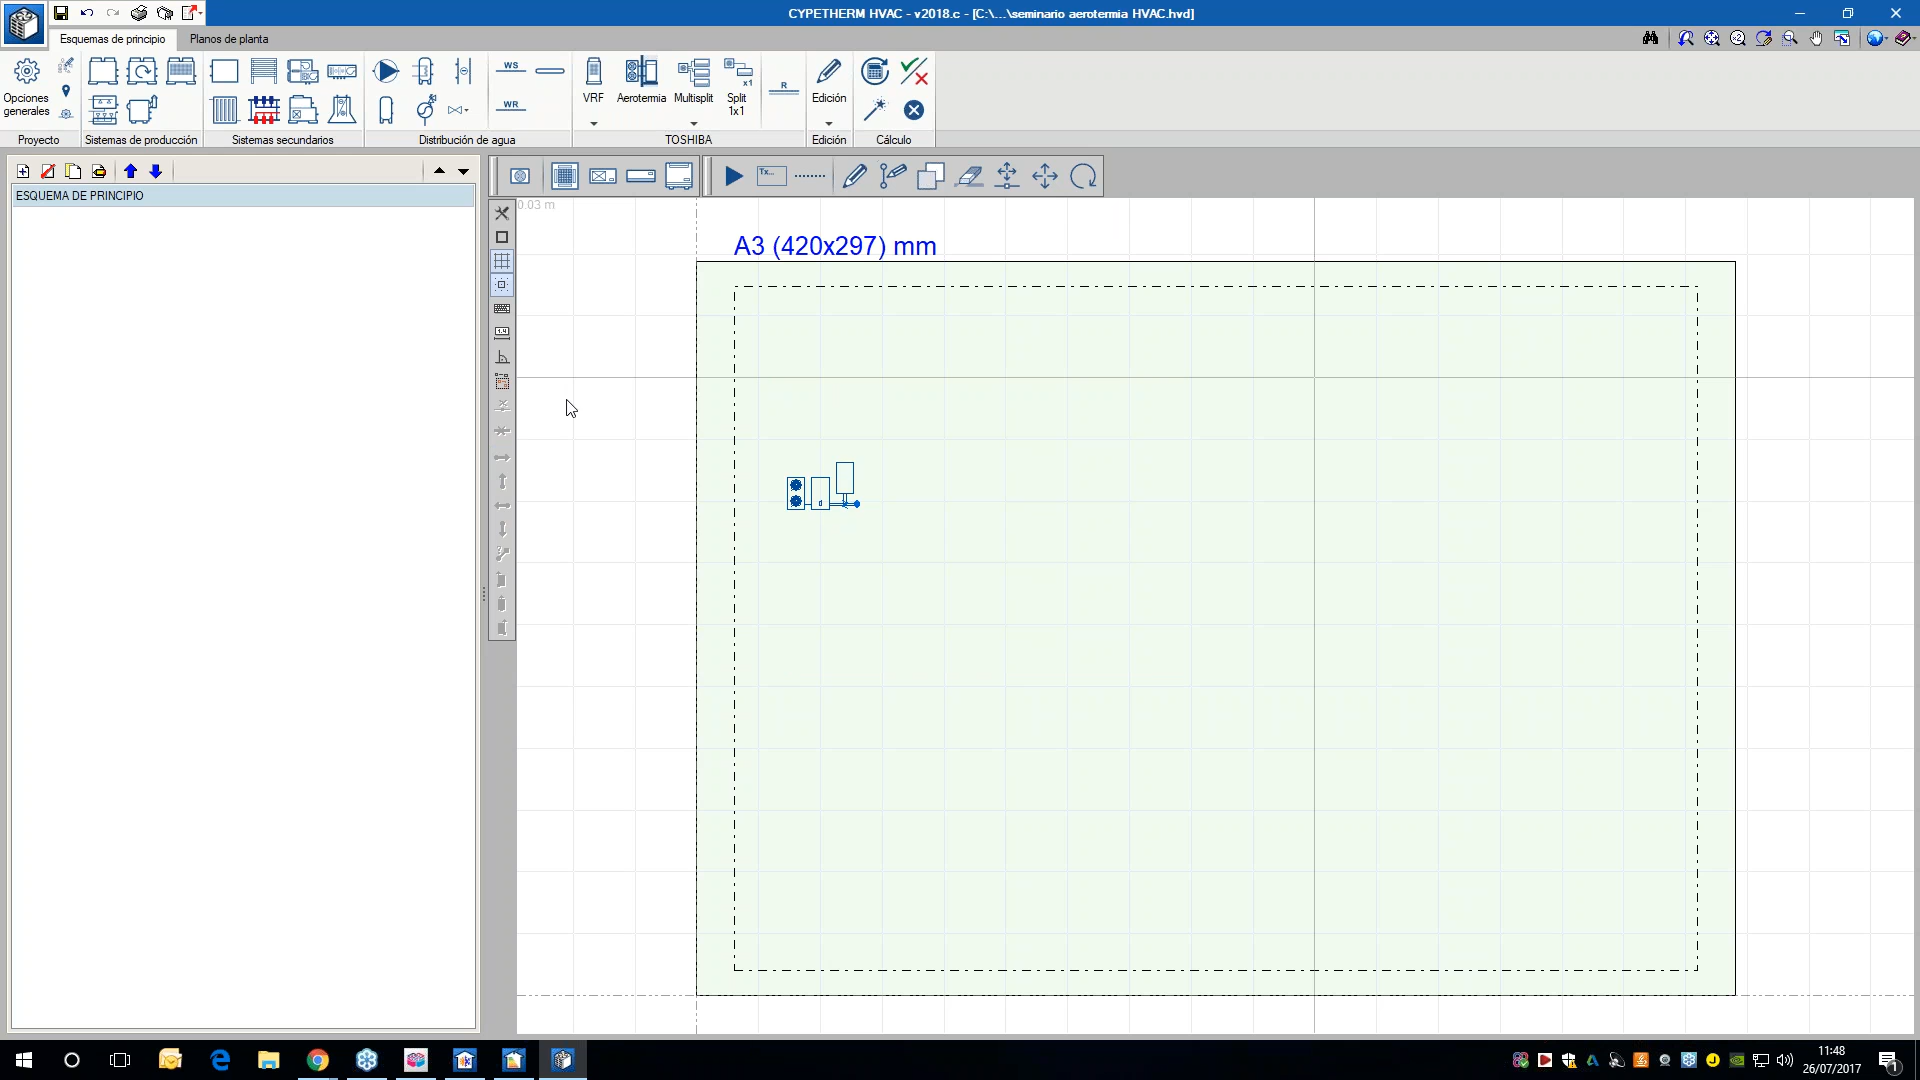 CYPETHERM HVAC - v2018.c - [C:\...\seminario aerotermia HVAC.hvd]
Esquemas de principio
Planos de planta
Opciones
generales
WS
WR
VRF
Aerotermia
Multisplit
x1
Split
1x1
R
Edición
Proyecto
Sistemas de producción
Sistemas secundarios
Distribución de agua
TOSHIBA
Edición
Cálculo
Tx...
ESQUEMA DE PRINCIPIO
0.03 m
A3 (420x297) mm
11:48
26/07/2017
1